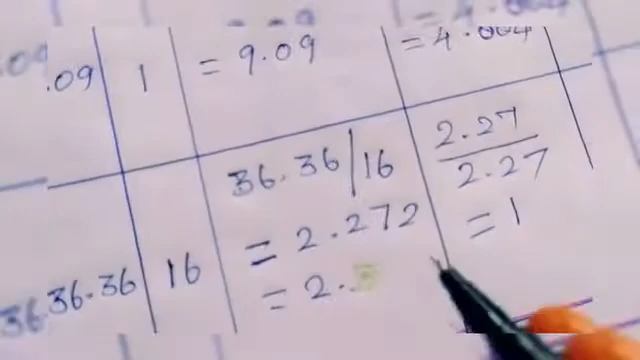 .09 1 = 9.09 = 4.004
36.36/16 2.27/2.27
36.36 16 = 2.272 = 1
= 2.